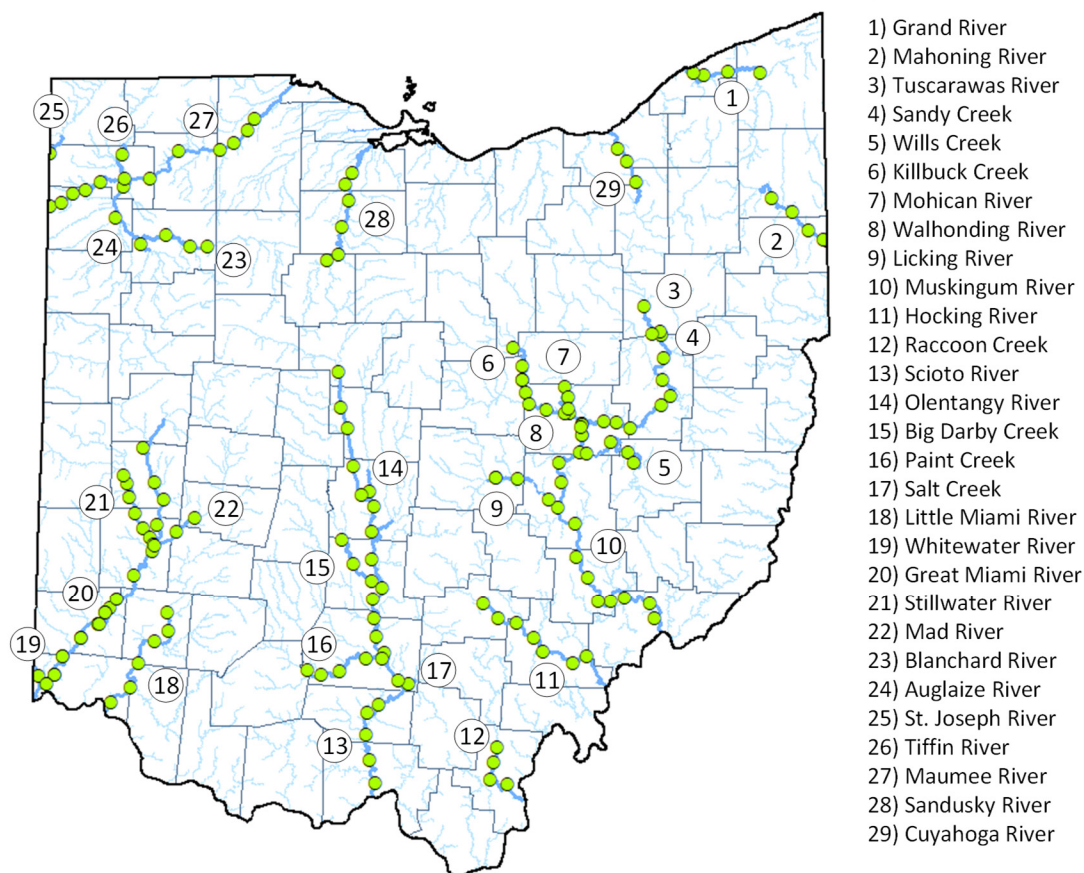 1) Grand River
2) Mahoning River
3) Tuscarawas River
4) Sandy Creek
5) Wills Creek
6) Killbuck Creek
7) Mohican River
8) Walhonding River
9) Licking River
10) Muskingum River
11) Hocking River
12) Raccoon Creek
13) Scioto River
14) Olentangy River
15) Big Darby Creek
16) Paint Creek
17) Salt Creek
18) Little Miami River
19) Whitewater River
20) Great Miami River
21) Stillwater River
22) Mad River
23) Blanchard River
24) Auglaize River
25) St. Joseph River
26) Tiffin River
27) Maumee River
28) Sandusky River
29) Cuyahoga River
1
25
26
27
29
28
2
24
23
3
4
6
7
8
5
14
9
21
22
10
15
20
19
16
17
18
11
13
12